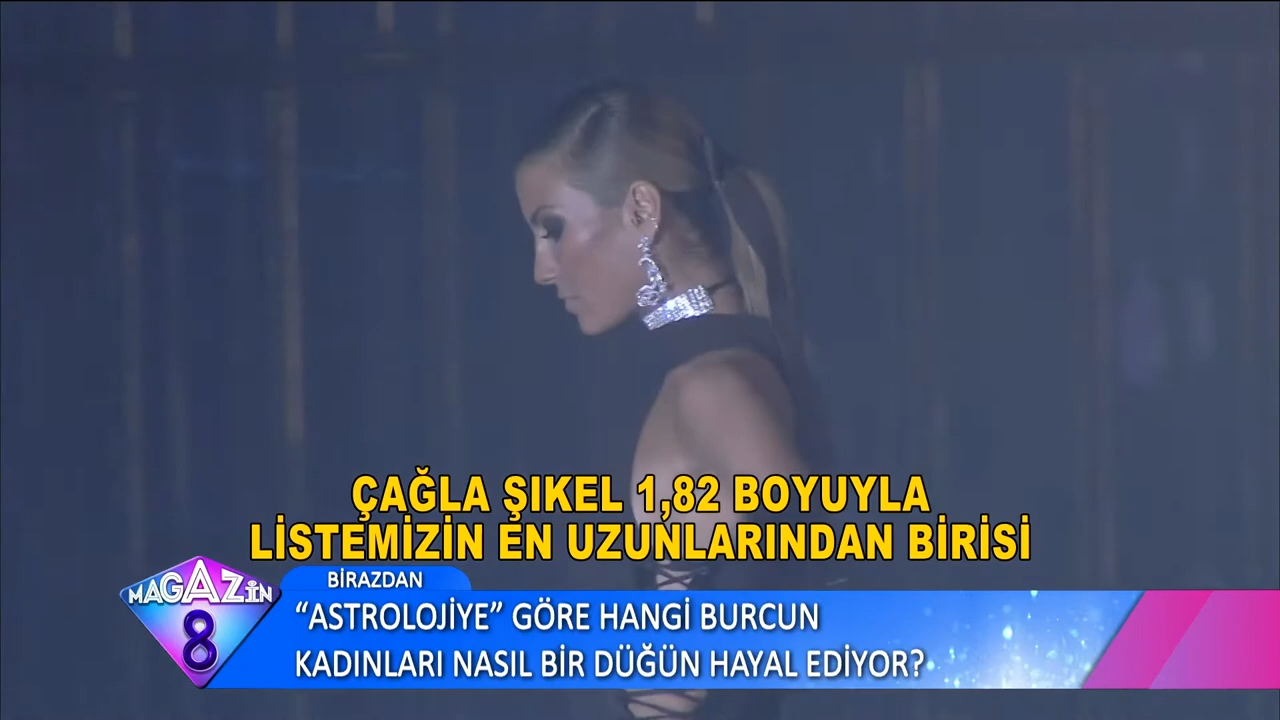 ÇAĞLA ŞIKEL 1,82 BOYUYLA
LİSTEMİZİN EN UZUNLARINDAN BİRİSİ
BİRAZDAN
MAGAZİN
8
“ASTROLOJİYE” GÖRE HANGİ BURCUN
KADINLARI NASIL BİR DÜĞÜN HAYAL EDİYOR?